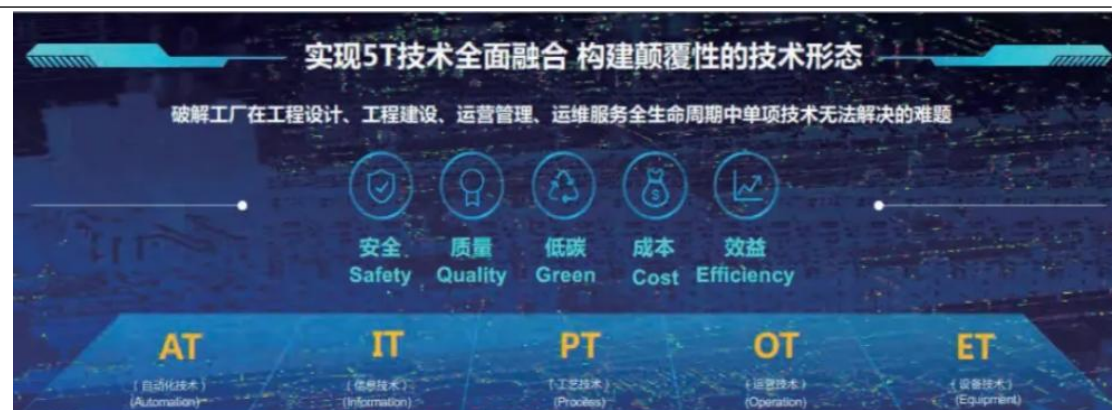 实现5T技术全面融合 构建颠覆性的技术形态
破解工厂在工程设计、工程建设、运营管理、运维服务全生命周期中单项技术无法解决的难题
安全 质量 低碳 成本 效益
Safety Quality Green Cost Efficiency
AT IT PT OT ET
（自动化技术） （信息技术） （工艺技术） （运营技术） （设备技术）
(Automation) (Information) (Process) (Operation) (Equipment)